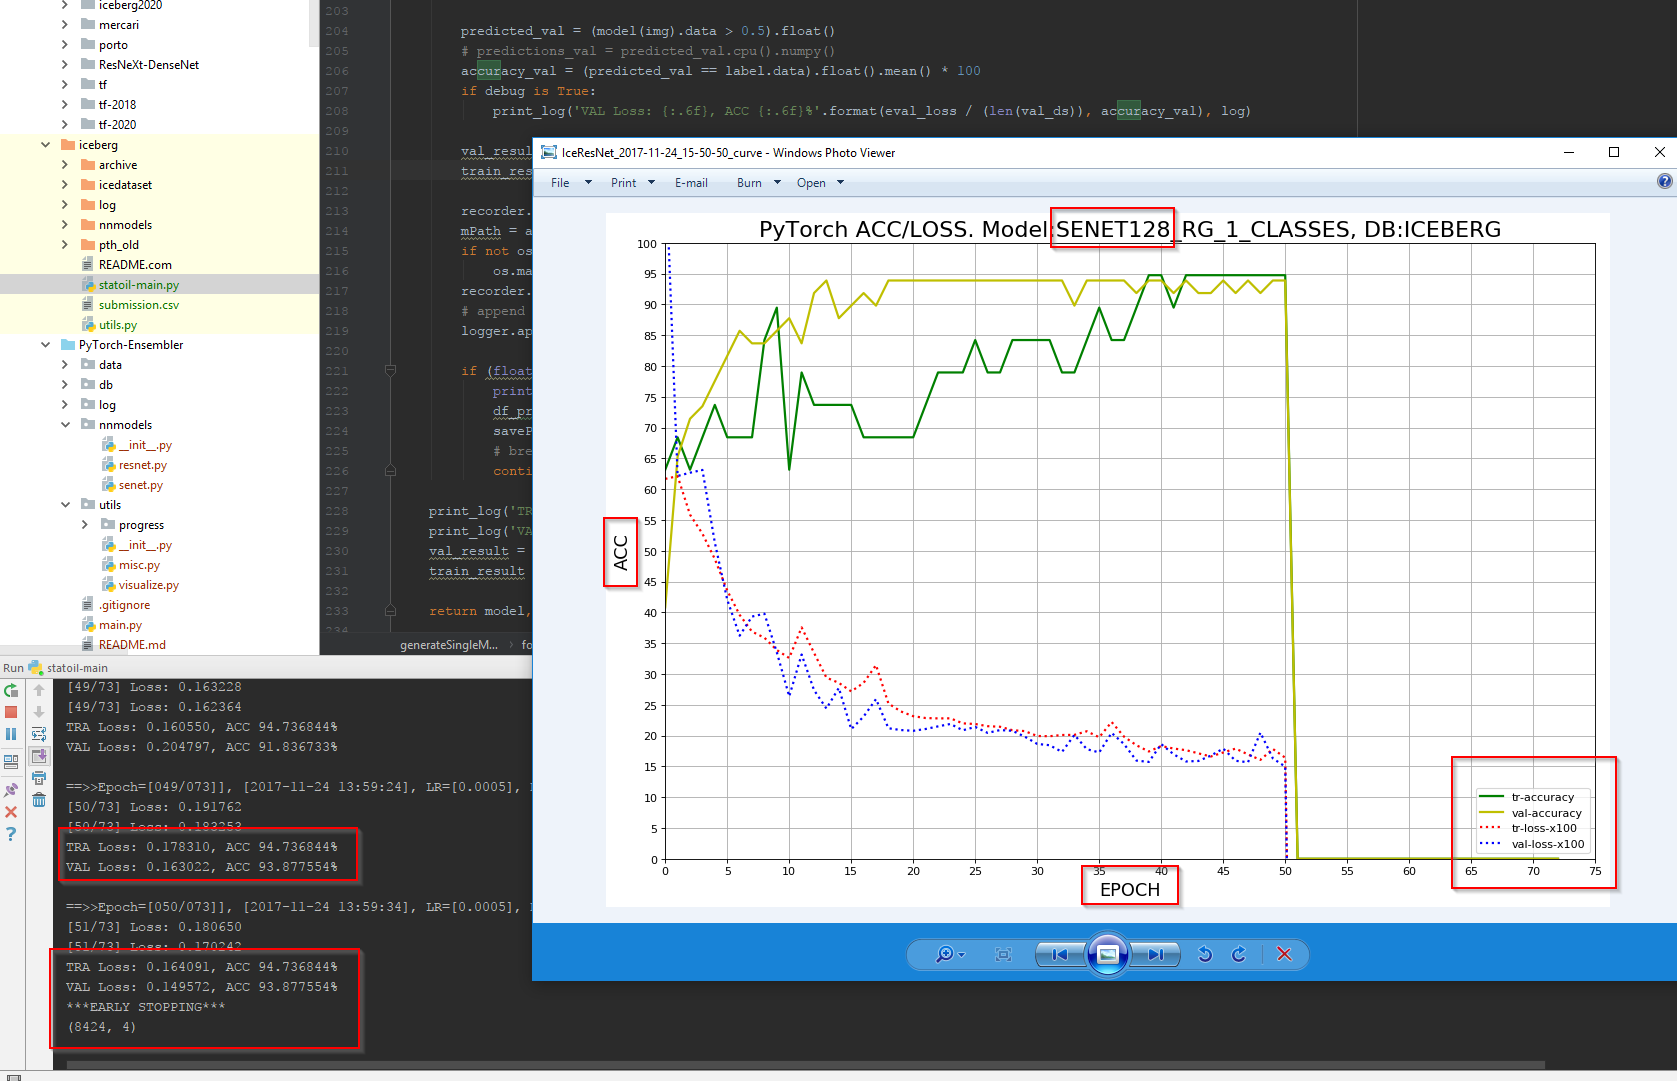 iceberg2020
mercari
porto
ResNeXt-DenseNet
tf
tf-2018
tf-2020
iceberg
archive
icedataset
log
nnmodels
pth_old
README.com
statoil-main.py
submission.csv
utils.py
PyTorch-Ensembler
data
db
log
nnmodels
__init__.py
resnet.py
senet.py
utils
progress
__init__.py
misc.py
visualize.py
.gitignore
main.py
README.md
203
204 predicted_val = (model(img).data > 0.5).float()
205 # predictions_val = predicted_val.cpu().numpy()
206 accuracy_val = (predicted_val == label.data).float().mean() * 100
207 if debug is True:
208 print_log('VAL Loss: {:.6f}, ACC {:.6f}%'.format(eval_loss / (len(val_ds)), accuracy_val), log)
209
210 val_resul
211 train_res
212
213 recorder.
214 mPath = a
215 if not os
216 os.ma
217 recorder.
218 # append
219 logger.ap
220
221 if (float
222 print
223 df_pr
224 saveF
225 # bre
226 conti
227
228 print_log('TR
229 print_log('VA
230 val_result =
231 train_result
232
233 return model,
234
generateSingleM... fo
IceResNet_2017-11-24_15-50-50_curve - Windows Photo Viewer
File Print E-mail Burn Open
PyTorch ACC/LOSS. Model:SENET128_RG_1_CLASSES, DB:ICEBERG
100
95
90
85
80
75
70
65
60
55
50
45
40
35
30
25
20
15
10
5
0
ACC
0 5 10 15 20 25 30 35 40 45 50 55 60 65 70 75
EPOCH
tr-accuracy
val-accuracy
tr-loss-x100
val-loss-x100
Run statoil-main
[49/73] Loss: 0.163228
[49/73] Loss: 0.162364
TRA Loss: 0.160550, ACC 94.736844%
VAL Loss: 0.204797, ACC 91.836733%
==>>Epoch=[049/073]], [2017-11-24 13:59:24], LR=[0.0005],
[50/73] Loss: 0.191762
[50/73] Loss: 0.183253
TRA Loss: 0.178310, ACC 94.736844%
VAL Loss: 0.163022, ACC 93.877554%
==>>Epoch=[050/073]], [2017-11-24 13:59:34], LR=[0.0005],
[51/73] Loss: 0.180650
[51/73] Loss: 0.170242
TRA Loss: 0.164091, ACC 94.736844%
VAL Loss: 0.149572, ACC 93.877554%
***EARLY STOPPING***
(8424, 4)